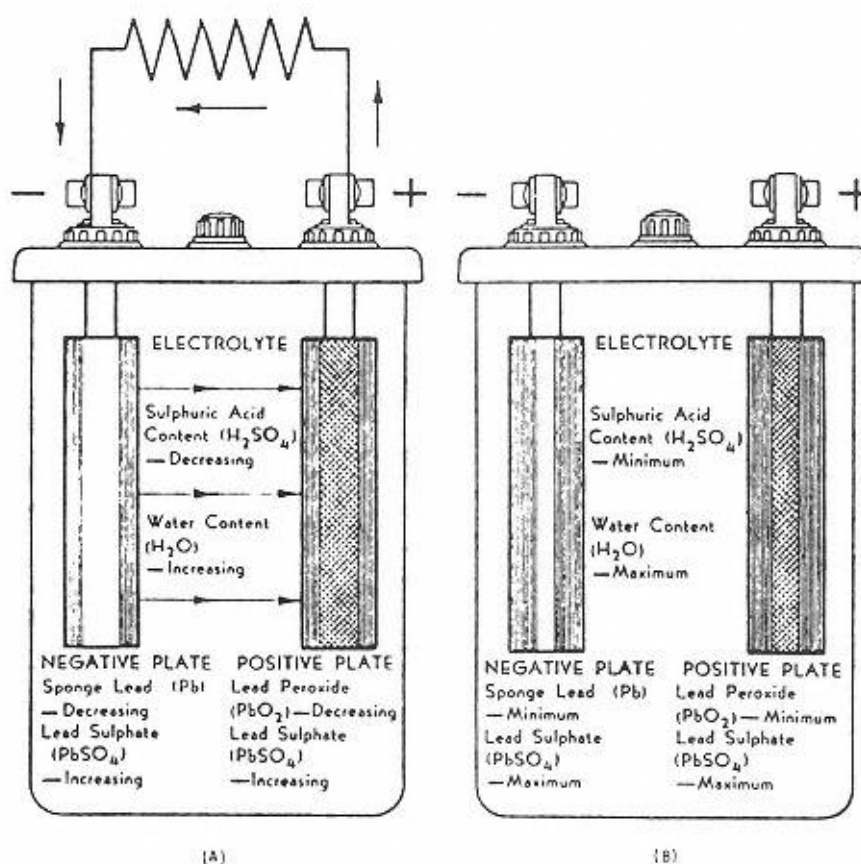 − +
ELECTROLYTE
Sulphuric Acid
Content (H₂SO₄)
—Decreasing
Water Content
(H₂O)
—Increasing
NEGATIVE PLATE
Sponge Lead (Pb)
—Decreasing
Lead Sulphate
(PbSO₄)
—Increasing
POSITIVE PLATE
Lead Peroxide
(PbO₂)—Decreasing
Lead Sulphate
(PbSO₄)
—Increasing
(A)
− +
ELECTROLYTE
Sulphuric Acid
Content (H₂SO₄)
—Minimum
Water Content
(H₂O)
—Maximum
NEGATIVE PLATE
Sponge Lead (Pb)
—Minimum
Lead Sulphate
(PbSO₄)
—Maximum
POSITIVE PLATE
Lead Peroxide
(PbO₂)—Minimum
Lead Sulphate
(PbSO₄)
—Maximum
(B)